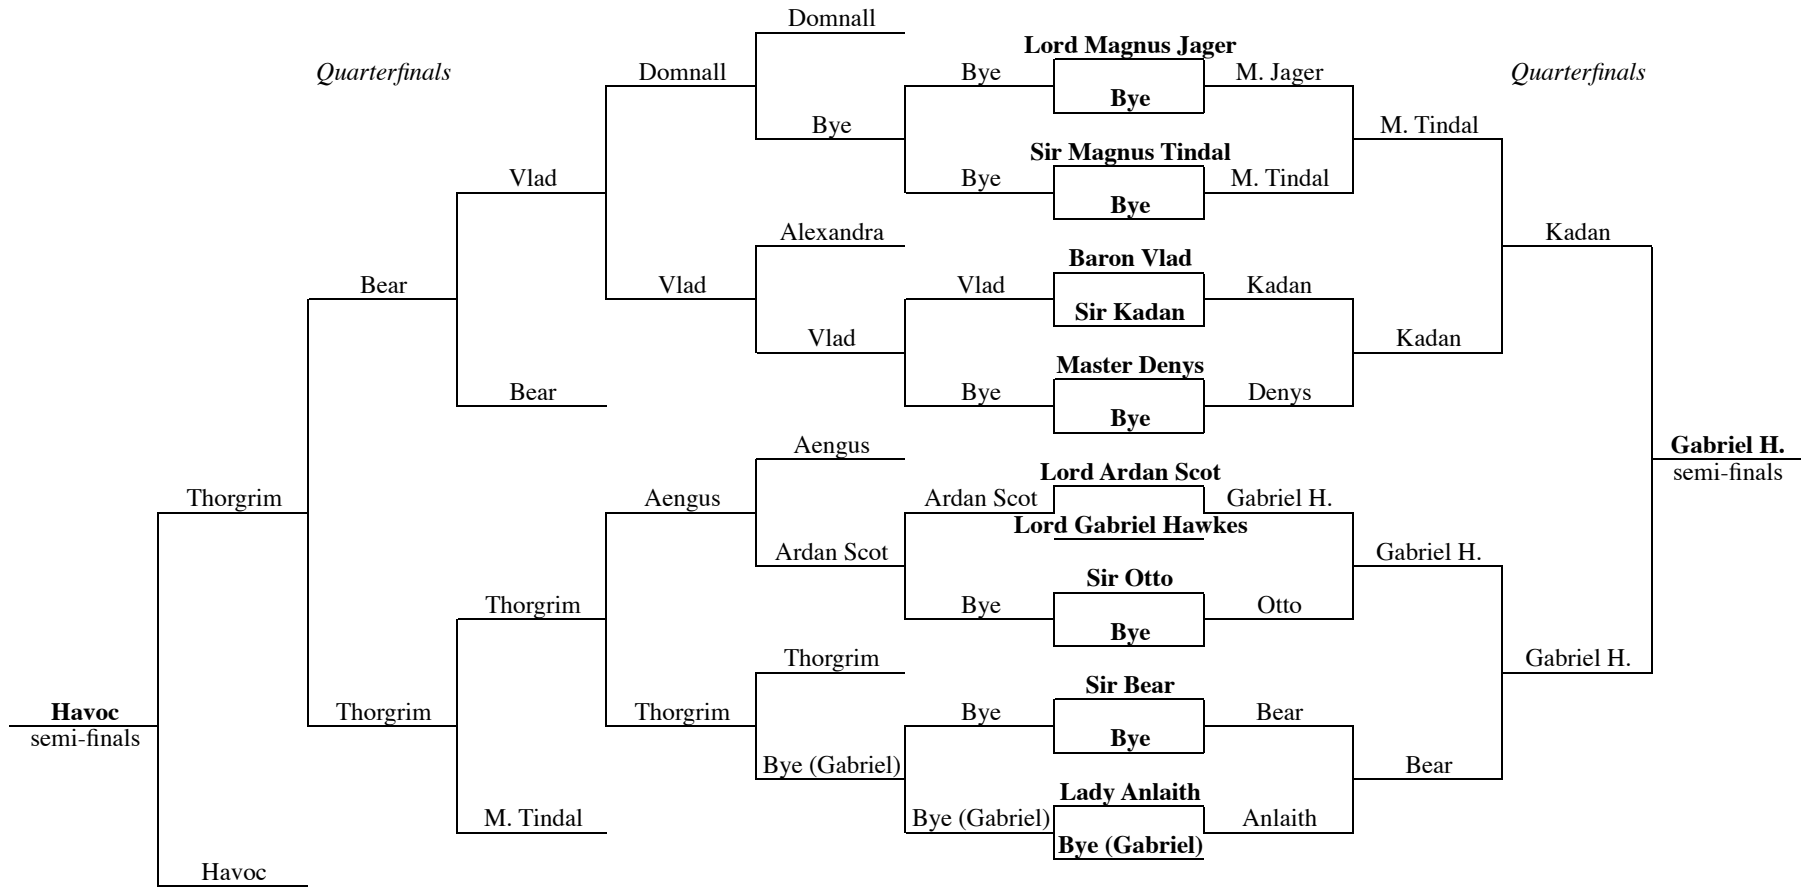 Domnall
Lord Magnus Jager
Quarterfinals
Domnall
Bye
M. Jager
Quarterfinals
Bye
Bye
M. Tindal
Sir Magnus Tindal
Vlad
Bye
M. Tindal
Bye
Alexandra
Kadan
Baron Vlad
Bear
Vlad
Vlad
Kadan
Sir Kadan
Vlad
Kadan
Master Denys
Bear
Bye
Denys
Bye
Aengus
Gabriel H.
Lord Ardan Scot
semi-finals
Thorgrim
Aengus
Ardan Scot
Gabriel H.
Lord Gabriel Hawkes
Ardan Scot
Gabriel H.
Sir Otto
Thorgrim
Bye
Otto
Bye
Thorgrim
Gabriel H.
Sir Bear
Havoc
Thorgrim
Thorgrim
Bye
Bear
semi-finals
Bye
Bye (Gabriel)
Bear
Lady Anlaith
M. Tindal
Bye (Gabriel)
Anlaith
Bye (Gabriel)
Havoc